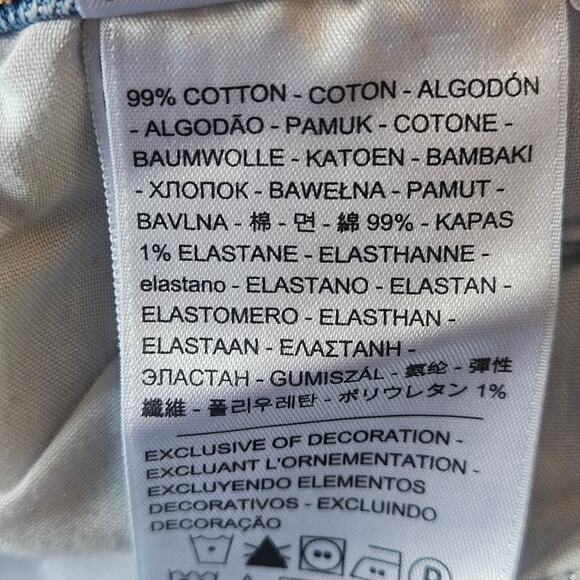 99% COTTON - COTON - ALGODÓN
- ALGODÃO - PAMUK - COTONE -
BAUMWOLLE - KATOEN - BAMBAKI
- ХЛОПОК - BAWEŁNA - PAMUT -
BAVLNA - 棉 - 면 - 綿 99% - KAPAS
1% ELASTANE - ELASTHANNE -
elastano - ELASTANO - ELASTAN -
ELASTOMERO - ELASTHAN -
ELASTAAN - ΕΛΑΣΤΑΝΗ -
ЭЛАСТАН - GUMISZÁL - 氨纶 - 彈性
纖維 - 폴리우레탄 - ポリウレタン 1%
EXCLUSIVE OF DECORATION -
EXCLUANT L'ORNEMENTATION -
EXCLUYENDO ELEMENTOS
DECORATIVOS - EXCLUINDO
DECORAÇÃO